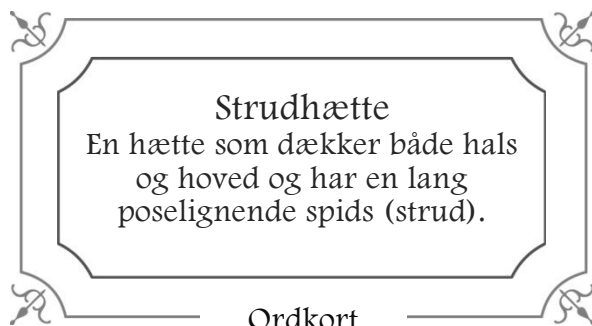 Strudhætte
En hætte som dækker både hals
og hoved og har en lang
poselignende spids (strud).
Ordkort